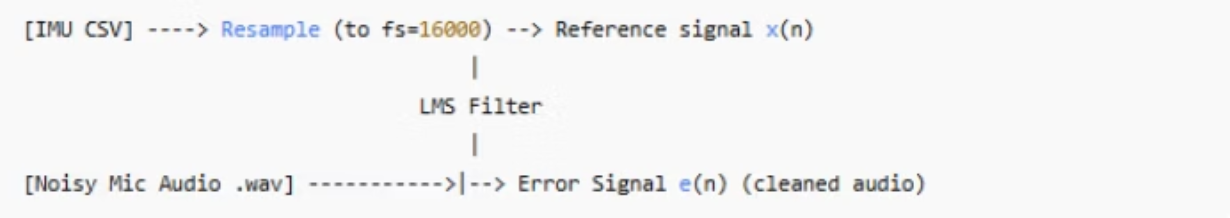 [IMU CSV] ----> Resample (to fs=16000) --> Reference signal x(n)
|
LMS Filter
|
[Noisy Mic Audio .wav] ----------->|--> Error Signal e(n) (cleaned audio)